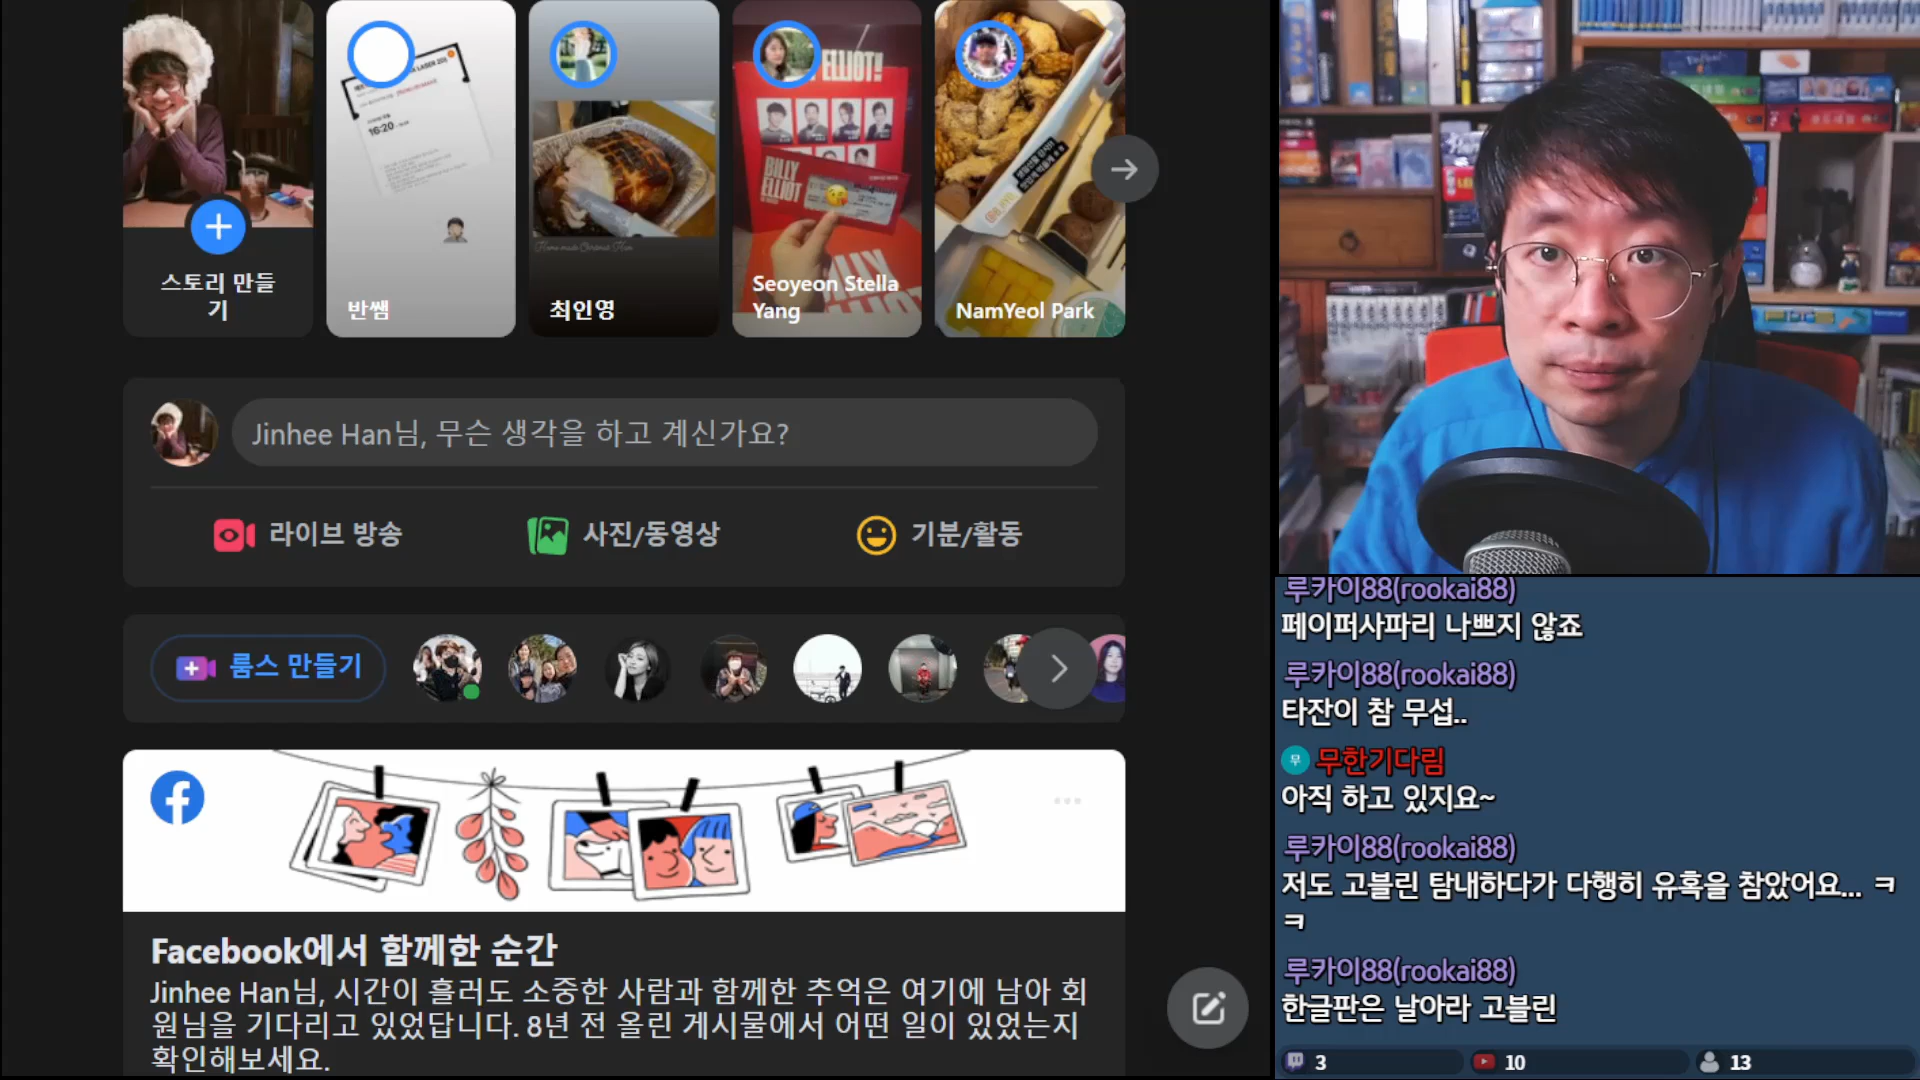 스토리 만들
기
16:20
반쌤
Home made Christmas Ham
최인영
ELLIOT!
BILLY
ELLIOT
Seoyeon Stella
Yang
NamYeol Park
Jinhee Han님, 무슨 생각을 하고 계신가요?
라이브 방송
사진/동영상
기분/활동
룸스 만들기
Facebook에서 함께한 순간
Jinhee Han님, 시간이 흘러도 소중한 사람과 함께한 추억은 여기에 남아 회
원님을 기다리고 있었답니다. 8년 전 올린 게시물에서 어떤 일이 있었는지
확인해보세요.
루카이88(rookai88)
페이퍼사파리 나쁘지 않죠
루카이88(rookai88)
타잔이 참 무섭..
무 무한기다림
아직 하고 있지요~
루카이88(rookai88)
저도 고블린 탐내하다가 다행히 유혹을 참았어요... ㅋ
ㅋ
루카이88(rookai88)
한글판은 날아라 고블린
3
10
13